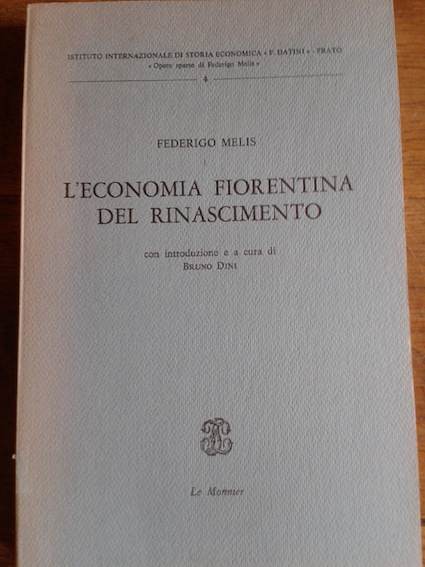 ISTITUTO INTERNAZIONALE DI STORIA ECONOMICA « F. DATINI » - PRATO
« Opere sparse di Federigo Melis »
4
FEDERIGO MELIS
L'ECONOMIA FIORENTINA
DEL RINASCIMENTO
con introduzione e a cura di
BRUNO DINI
Le Monnier